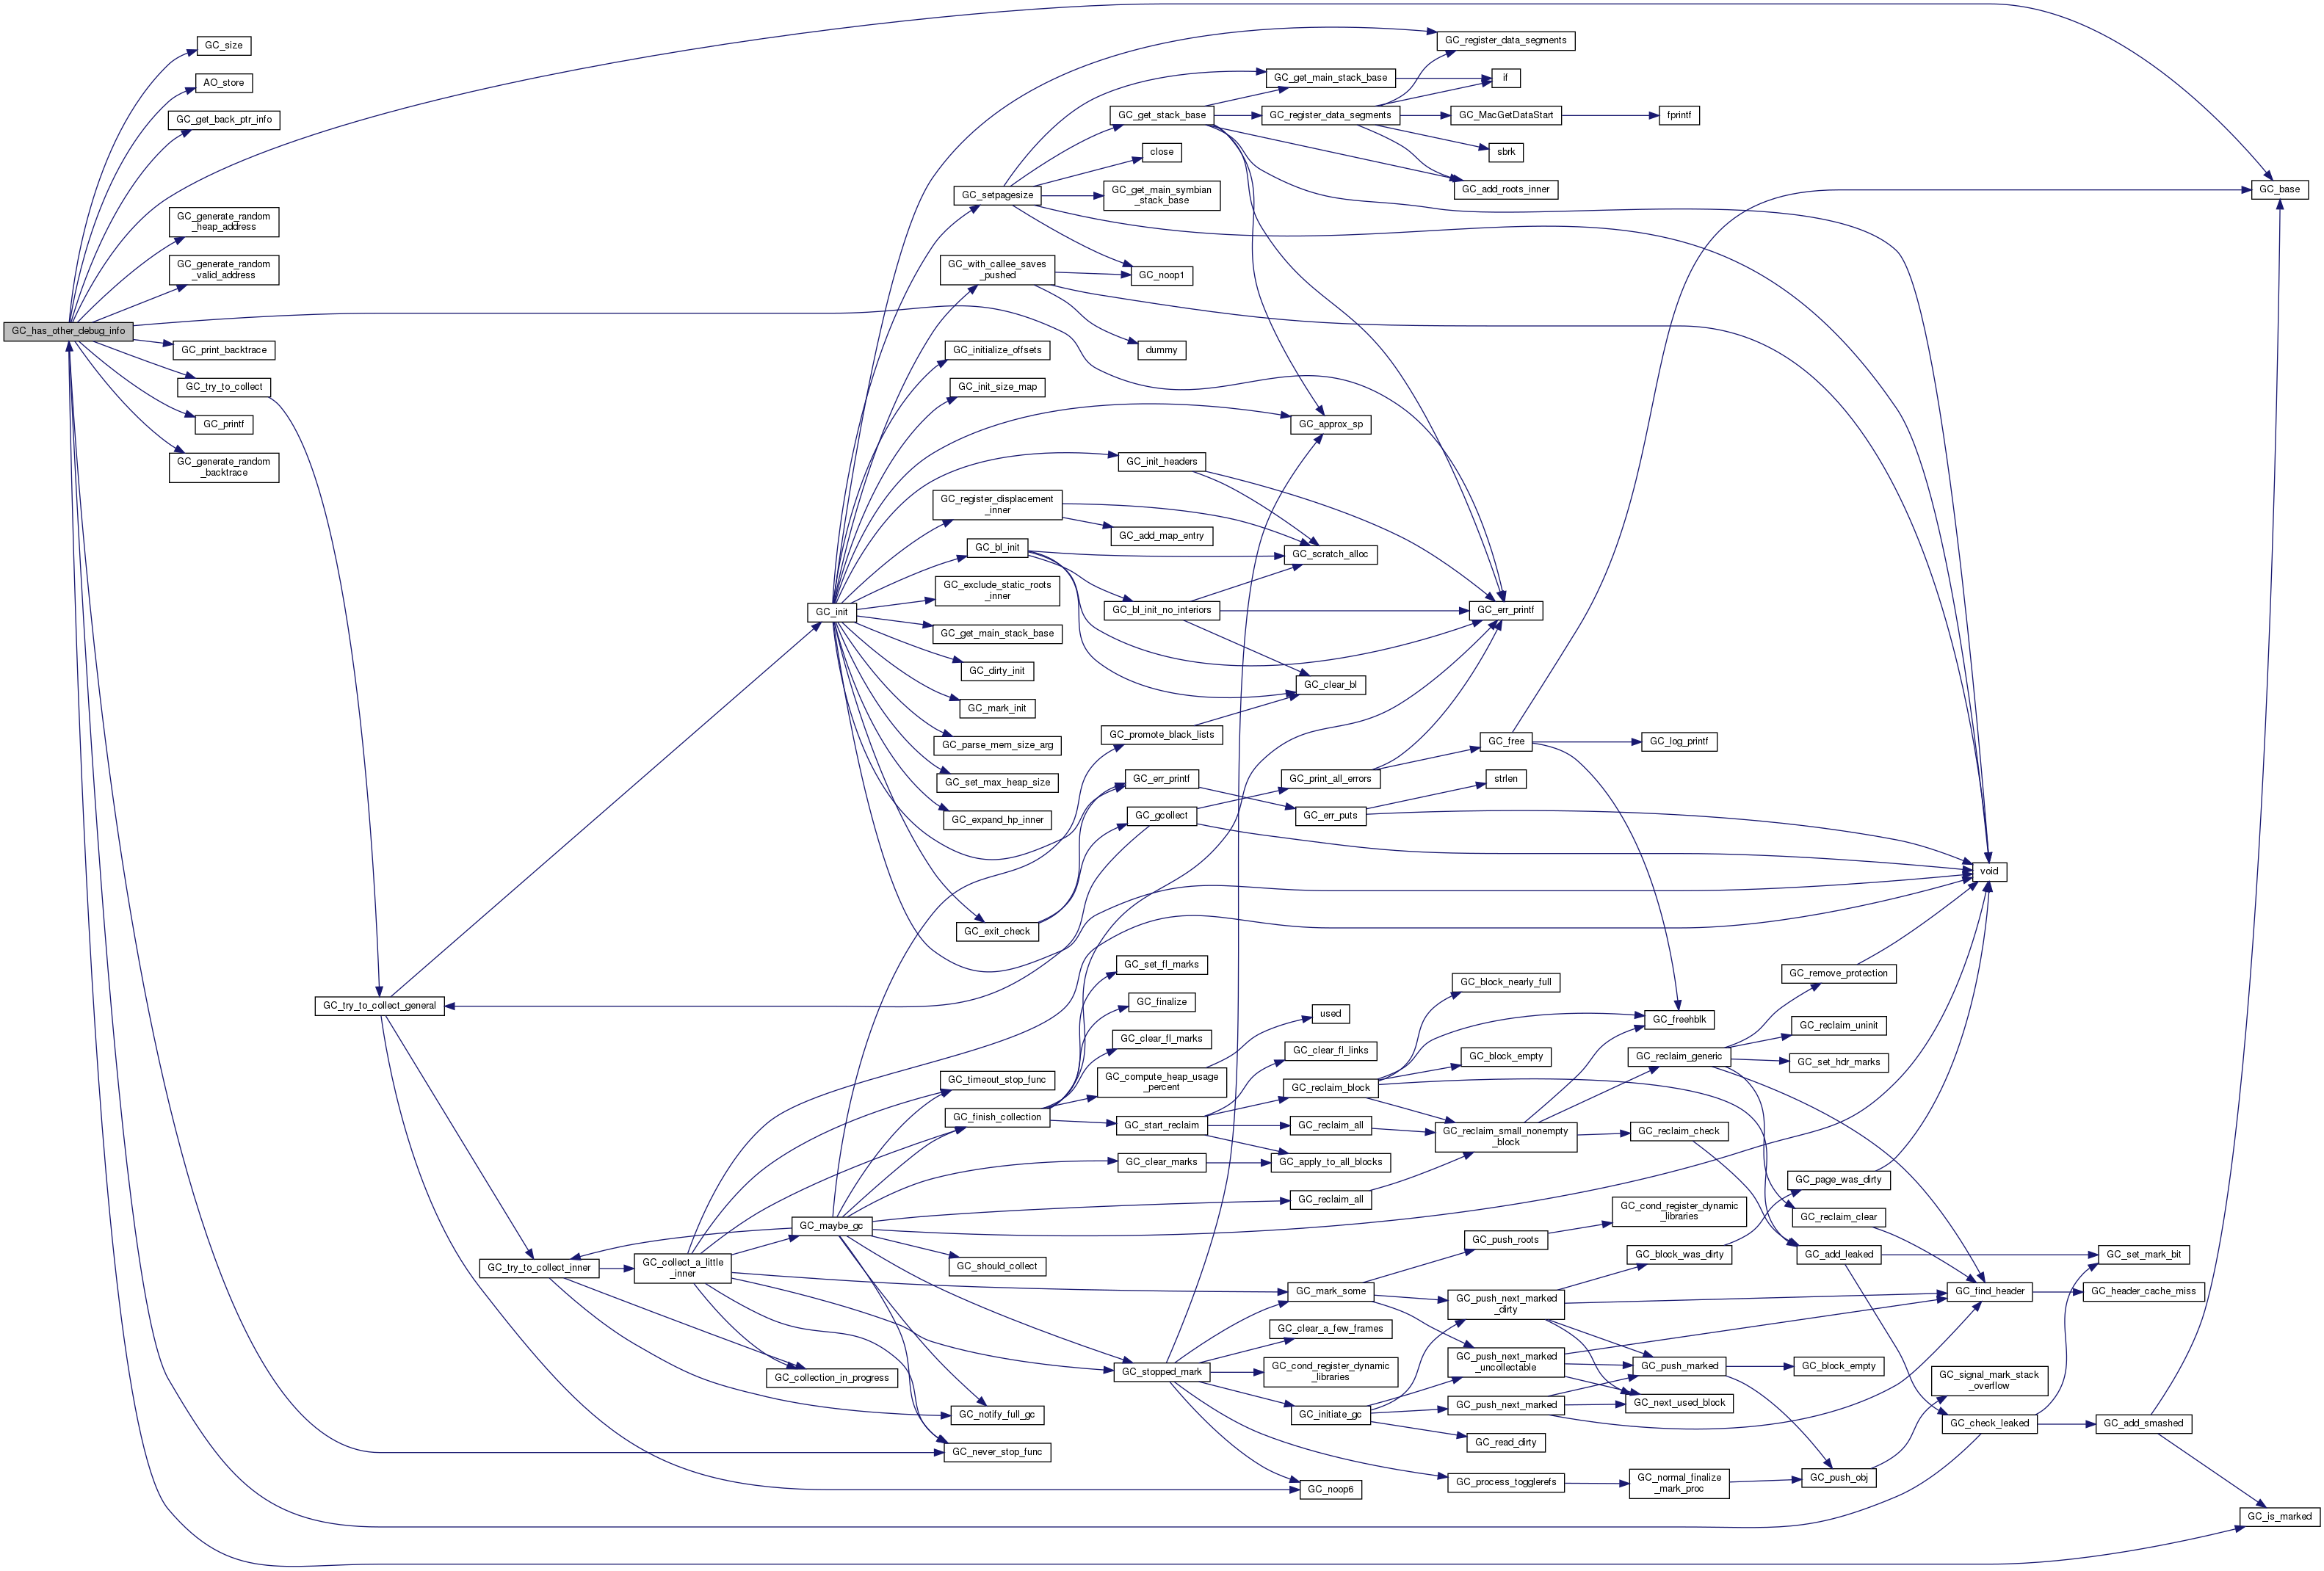 GC_has_other_debug_info
GC_size
AO_store
GC_get_back_ptr_info
GC_generate_random
_heap_address
GC_generate_random
_valid_address
GC_print_backtrace
GC_try_to_collect
GC_printf
GC_generate_random
_backtrace
GC_try_to_collect_general
GC_try_to_collect_inner
GC_collect_a_little
_inner
GC_init
GC_maybe_gc
GC_collection_in_progress
GC_setpagesize
GC_with_callee_saves
_pushed
GC_initialize_offsets
GC_init_size_map
GC_register_displacement
_inner
GC_bl_init
GC_exclude_static_roots
_inner
GC_get_main_stack_base
GC_dirty_init
GC_mark_init
GC_parse_mem_size_arg
GC_set_max_heap_size
GC_expand_hp_inner
GC_exit_check
GC_timeout_stop_func
GC_finish_collection
GC_should_collect
GC_notify_full_gc
GC_never_stop_func
GC_get_stack_base
close
GC_get_main_symbian
_stack_base
GC_noop1
dummy
GC_init_headers
GC_add_map_entry
GC_bl_init_no_interiors
GC_promote_black_lists
GC_err_printf
GC_gcollect
GC_set_fl_marks
GC_finalize
GC_clear_fl_marks
GC_compute_heap_usage
_percent
GC_start_reclaim
GC_clear_marks
GC_stopped_mark
GC_get_main_stack_base
GC_register_data_segments
GC_approx_sp
GC_scratch_alloc
GC_clear_bl
GC_print_all_errors
GC_err_puts
used
GC_clear_fl_links
GC_reclaim_block
GC_reclaim_all
GC_apply_to_all_blocks
GC_reclaim_all
GC_mark_some
GC_clear_a_few_frames
GC_cond_register_dynamic
_libraries
GC_initiate_gc
GC_noop6
GC_register_data_segments
if
GC_MacGetDataStart
sbrk
GC_add_roots_inner
GC_err_printf
GC_free
strlen
GC_block_nearly_full
GC_block_empty
GC_reclaim_small_nonempty
_block
GC_push_roots
GC_push_next_marked
_dirty
GC_push_next_marked
_uncollectable
GC_push_next_marked
GC_read_dirty
GC_process_togglerefs
fprintf
GC_log_printf
GC_freehblk
GC_reclaim_generic
GC_reclaim_check
GC_cond_register_dynamic
_libraries
GC_block_was_dirty
GC_push_marked
GC_next_used_block
GC_normal_finalize
_mark_proc
GC_remove_protection
GC_reclaim_uninit
GC_set_hdr_marks
GC_page_was_dirty
GC_reclaim_clear
GC_add_leaked
GC_block_empty
GC_push_obj
void
GC_find_header
GC_signal_mark_stack
_overflow
GC_check_leaked
GC_set_mark_bit
GC_header_cache_miss
GC_add_smashed
GC_base
GC_is_marked